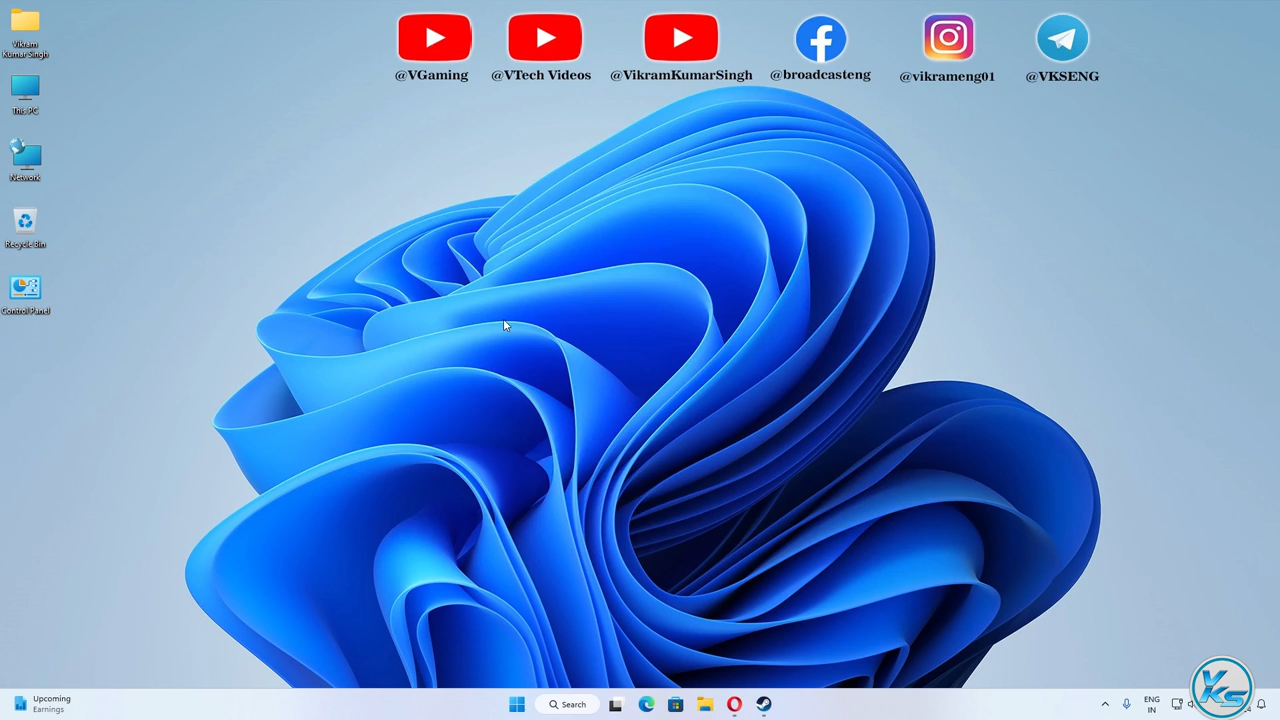 @VGaming
@VTech Videos
@VikramKumarSingh
@broadcasteng
@vikrameng01
@VKSENG
Vikram
Kumar Singh
This PC
Network
Recycle Bin
Control Panel
Upcoming
Earnings
Search
ENG
IN
VKS